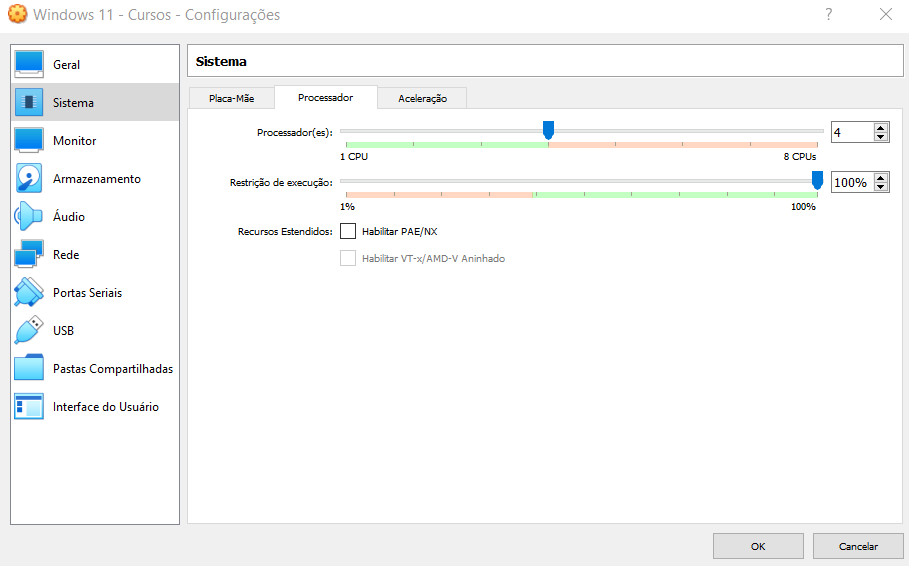 Windows 11 - Cursos - Configurações
?
Geral
Sistema
Monitor
Armazenamento
Áudio
Rede
Portas Seriais
USB
Pastas Compartilhadas
Interface do Usuário
Sistema
Placa-Mãe
Processador
Aceleração
Processador(es):
4
1 CPU
8 CPUs
Restrição de execução:
100%
1%
100%
Recursos Estendidos:
Habilitar PAE/NX
Habilitar VT-x/AMD-V Aninhado
OK
Cancelar